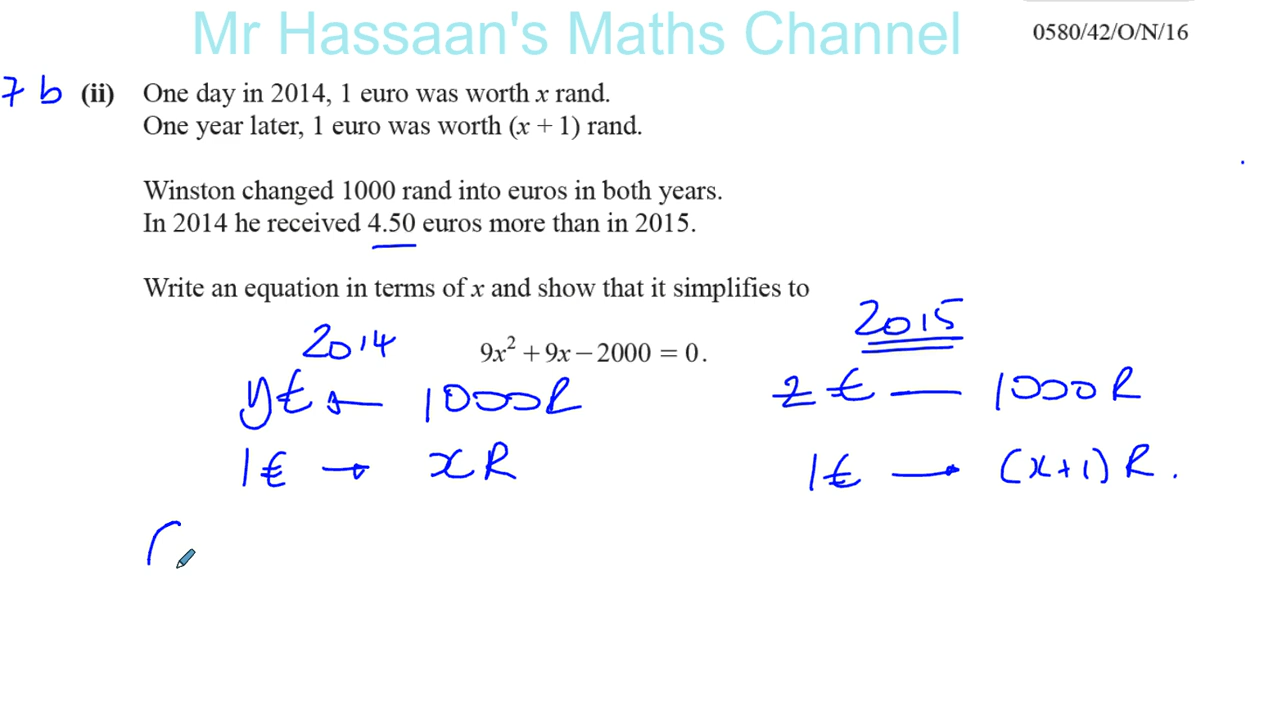 Mr Hassaan's Maths Channel
0580/42/O/N/16
7 b (ii) One day in 2014, 1 euro was worth x rand.
One year later, 1 euro was worth (x + 1) rand.
Winston changed 1000 rand into euros in both years.
In 2014 he received 4.50 euros more than in 2015.
Write an equation in terms of x and show that it simplifies to
2014
9x² + 9x − 2000 = 0.
2015
y€ ← 1000R
1€ → x R
z € — 1000R
1€ → (x+1) R.
(